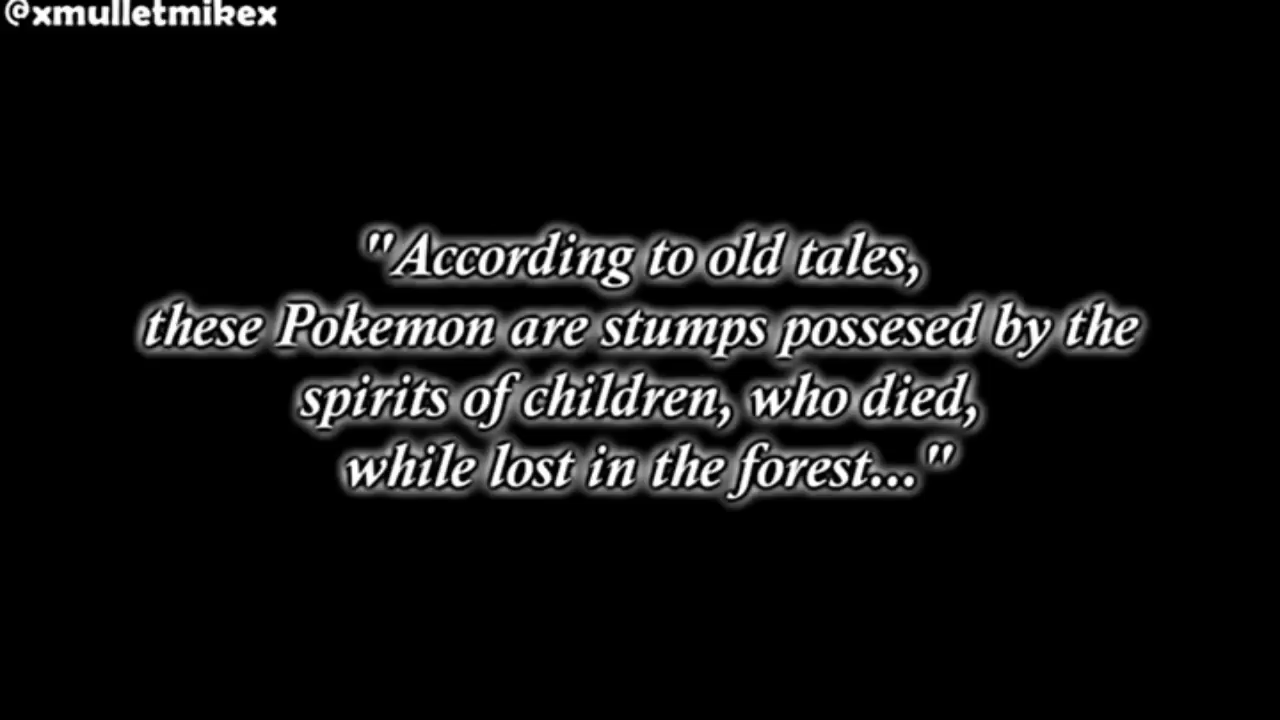 @xmulletmikex
"According to old tales,
these Pokemon are stumps possesed by the
spirits of children, who died,
while lost in the forest..."